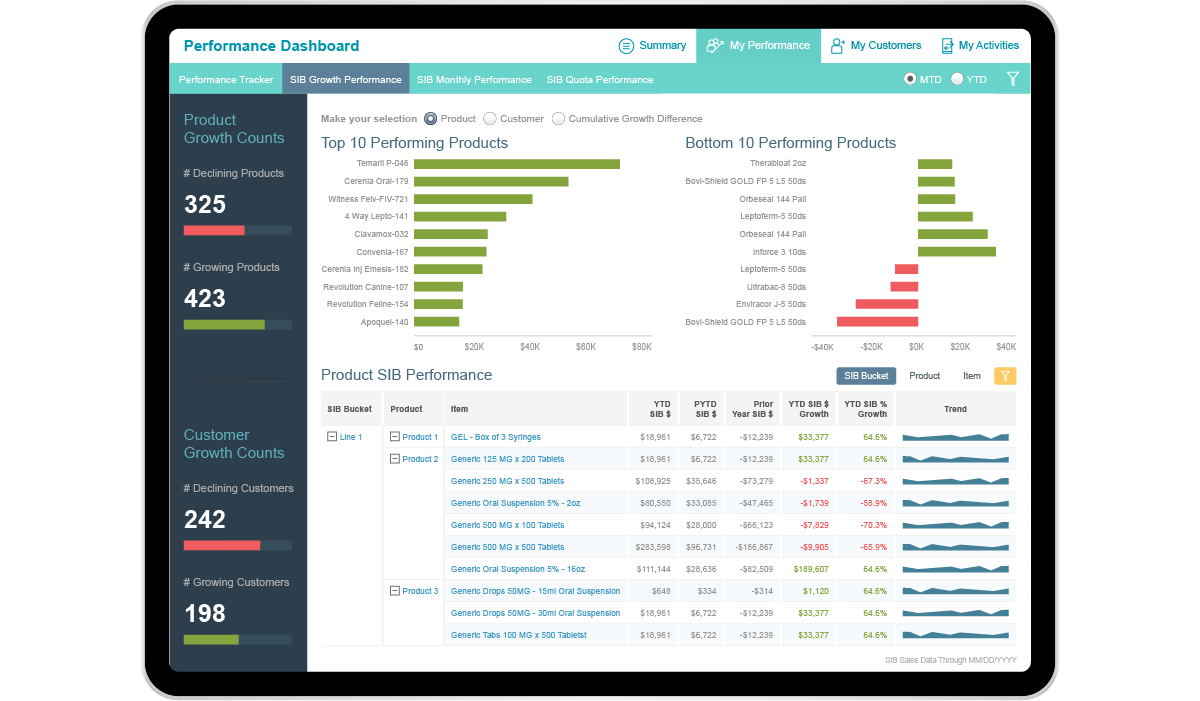 Performance Dashboard
Summary
My Performance
My Customers
My Activities
Performance Tracker
SIB Growth Performance
SIB Monthly Performance
SIB Quota Performance
MTD
YTD
Product
Growth Counts
# Declining Products
325
# Growing Products
423
Customer
Growth Counts
# Declining Customers
242
# Growing Customers
198
Make your selection Product Customer Cumulative Growth Difference
Top 10 Performing Products
Temaril P-046
Cerenia Oral-179
Witness Felv-FIV-721
4 Way Lepto-141
Clavamox-032
Convenia-167
Cerenia Inj Emesis-182
Revolution Canine-107
Revolution Feline-154
Apoquel-140
$0 $20K $40K $60K $80K
Bottom 10 Performing Products
Therabloat 2oz
Bovi-Shield GOLD FP 5 L5 50ds
Orbeseal 144 Pail
Leptoferm-5 50ds
Orbeseal 144 Pail
Inforce 3 10ds
Leptoferm-5 50ds
Ultrabac-8 50ds
Enviracor J-5 50ds
Bovi-Shield GOLD FP 5 L5 50ds
-$40K -$20K $0K $20K $40K
Product SIB Performance
SIB Bucket Product Item
SIB Bucket Product Item YTD SIB $ PYTD SIB $ Prior Year SIB $ YTD SIB $ Growth YTD SIB % Growth Trend
Line 1 Product 1 GEL - Box of 3 Syringes $18,961 $6,722 -$12,239 $33,377 64.6%
Product 2 Generic 125 MG x 200 Tablets $18,961 $6,722 -$12,239 $33,377 64.6%
Generic 250 MG x 500 Tablets $108,925 $35,646 -$73,279 -$1,337 -67.3%
Generic Oral Suspension 5% - 2oz $80,550 $33,085 -$47,465 -$1,739 -58.9%
Generic 500 MG x 100 Tablets $94,124 $28,000 -$66,123 -$7,829 -70.3%
Generic 500 MG x 500 Tablets $283,598 $96,731 -$186,867 -$9,905 -65.9%
Generic Oral Suspension 5% - 16oz $111,144 $28,636 -$82,509 $189,607 64.6%
Product 3 Generic Drops 50MG - 15ml Oral Suspension $648 $334 -$314 $1,120 64.6%
Generic Drops 50MG - 30ml Oral Suspension $18,961 $6,722 -$12,239 $33,377 64.6%
Generic Tabs 100 MG x 500 Tabletst $18,961 $6,722 -$12,239 $33,377 64.6%
SIB Sales Data Through MM/DD/YYYY